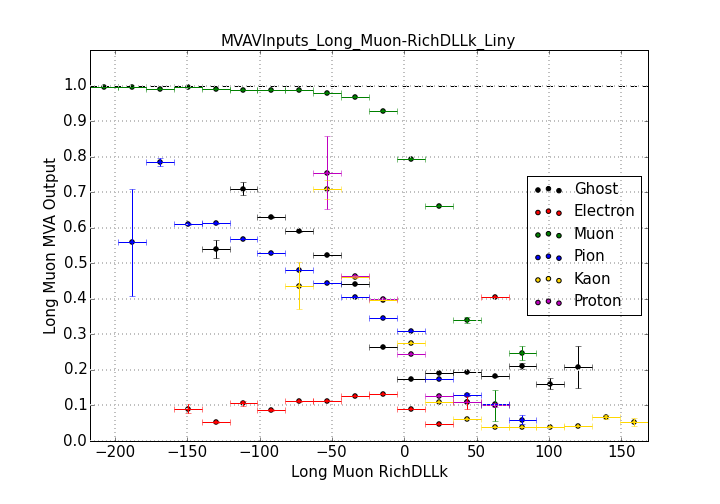 MVAVInputs_Long_Muon-RichDLLk_Liny
1.0
0.9
0.8
0.7
0.6
0.5
0.4
0.3
0.2
0.1
0.0
Long Muon MVA Output
Ghost
Electron
Muon
Pion
Kaon
Proton
−200 −150 −100 −50 0 50 100 150
Long Muon RichDLLk